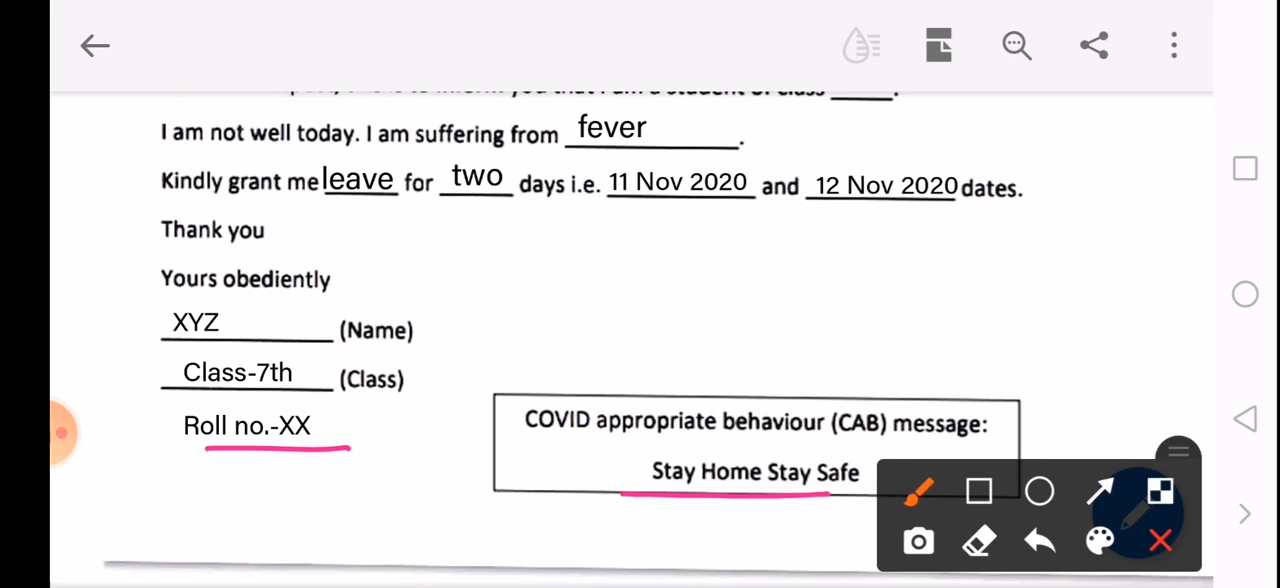 I am not well today. I am suffering from fever.
Kindly grant me leave for two days i.e. 11 Nov 2020 and 12 Nov 2020 dates.
Thank you
Yours obediently
XYZ (Name)
Class-7th (Class)
Roll no.-XX
COVID appropriate behaviour (CAB) message:
Stay Home Stay Safe